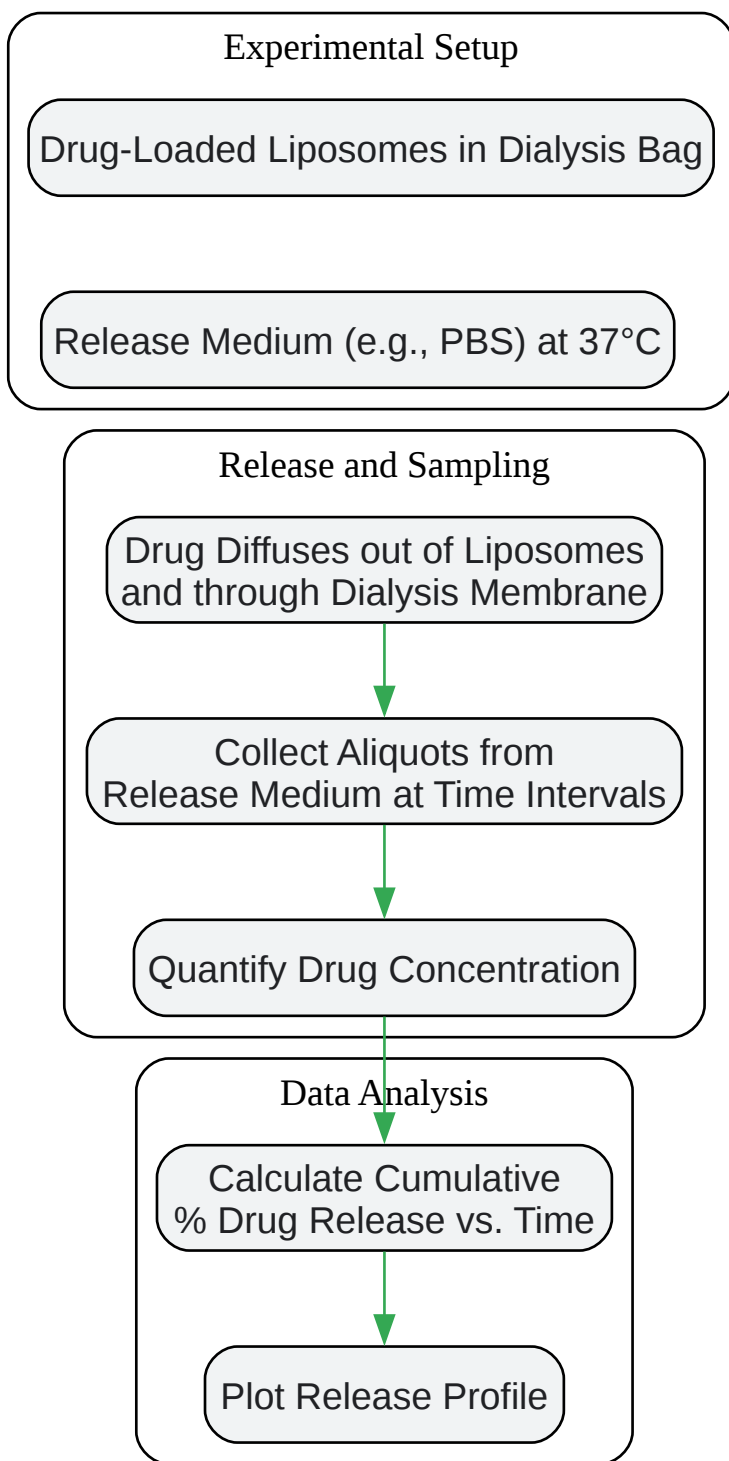 Experimental Setup
Drug-Loaded Liposomes in Dialysis Bag
Release Medium (e.g., PBS) at 37°C
Release and Sampling
Drug Diffuses out of Liposomes
and through Dialysis Membrane
Collect Aliquots from
Release Medium at Time Intervals
Quantify Drug Concentration
Data Analysis
Calculate Cumulative
% Drug Release vs. Time
Plot Release Profile